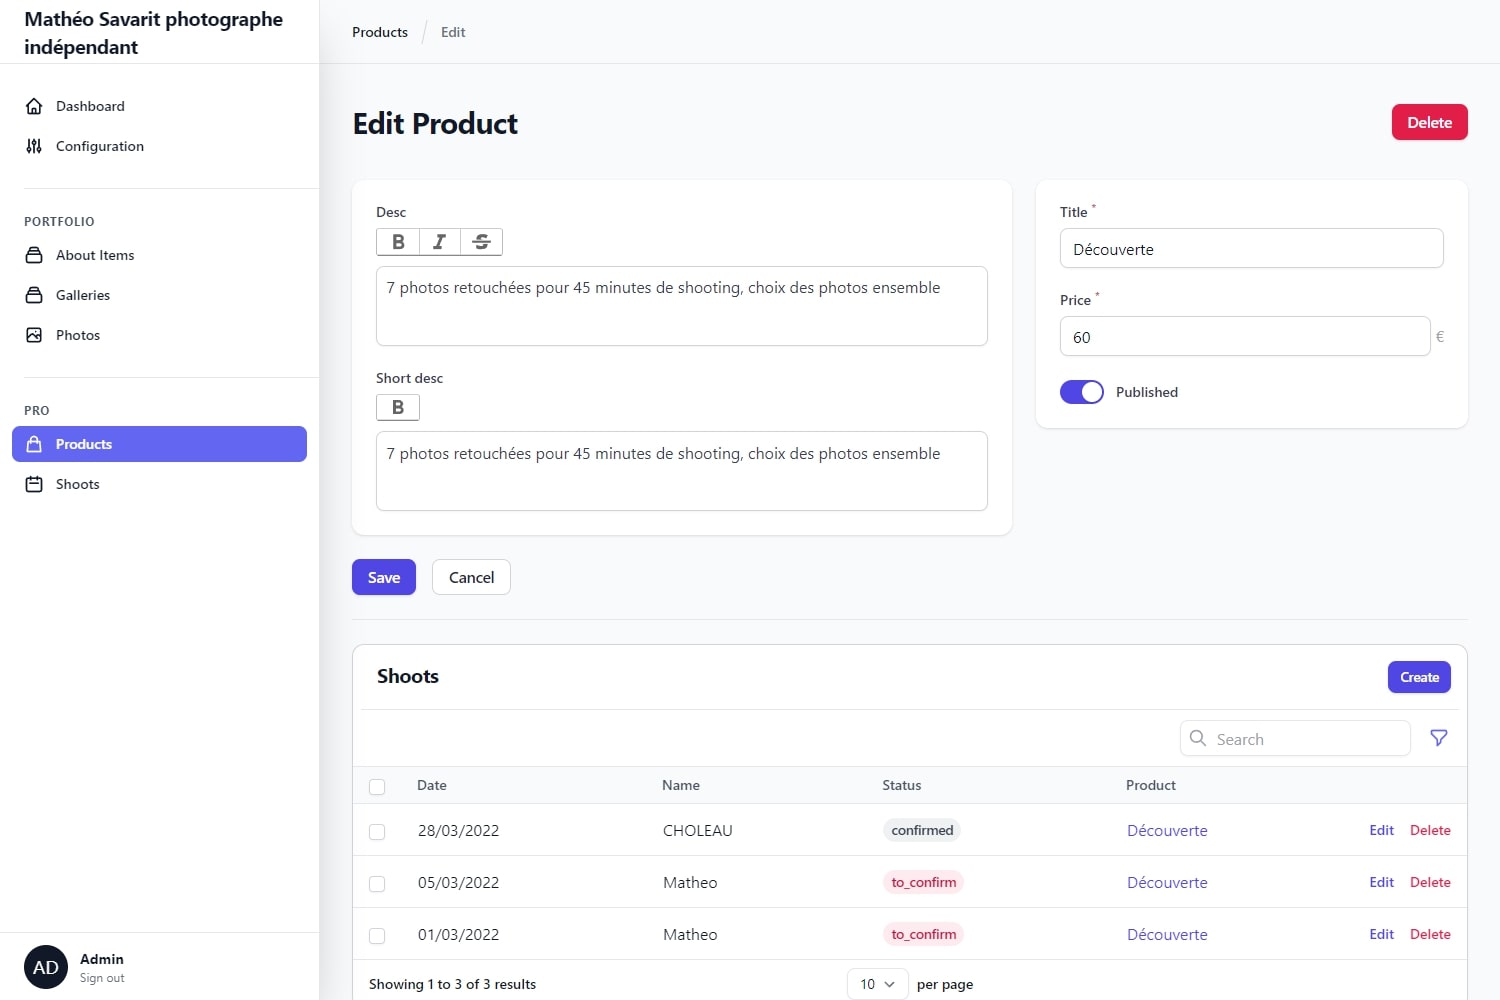 Mathéo Savarit photographe
indépendant
Dashboard
Configuration
PORTFOLIO
About Items
Galleries
Photos
PRO
Products
Shoots
AD
Admin
Sign out
Products / Edit
Edit Product
Delete
Desc
B I S
7 photos retouchées pour 45 minutes de shooting, choix des photos ensemble
Short desc
B
7 photos retouchées pour 45 minutes de shooting, choix des photos ensemble
Title *
Découverte
Price *
60 €
Published
Save Cancel
Shoots
Create
Search
Date Name Status Product
28/03/2022 CHOLEAU confirmed Découverte Edit Delete
05/03/2022 Matheo to_confirm Découverte Edit Delete
01/03/2022 Matheo to_confirm Découverte Edit Delete
Showing 1 to 3 of 3 results 10 per page